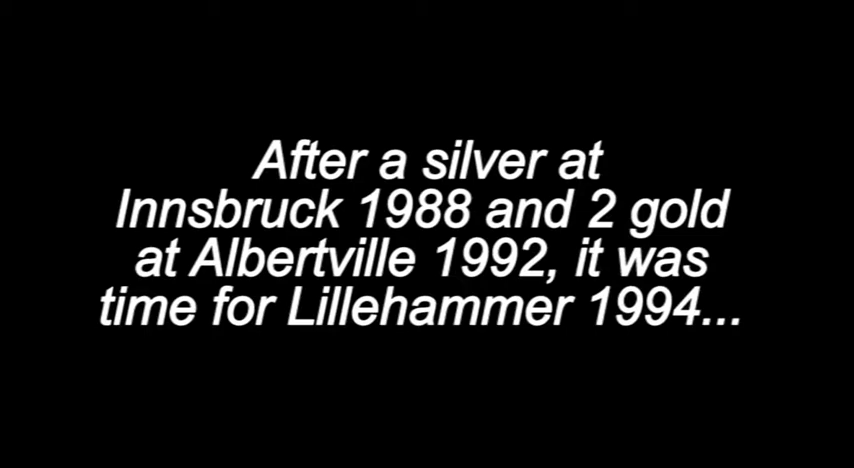 After a silver at
Innsbruck 1988 and 2 gold
at Albertville 1992, it was
time for Lillehammer 1994...